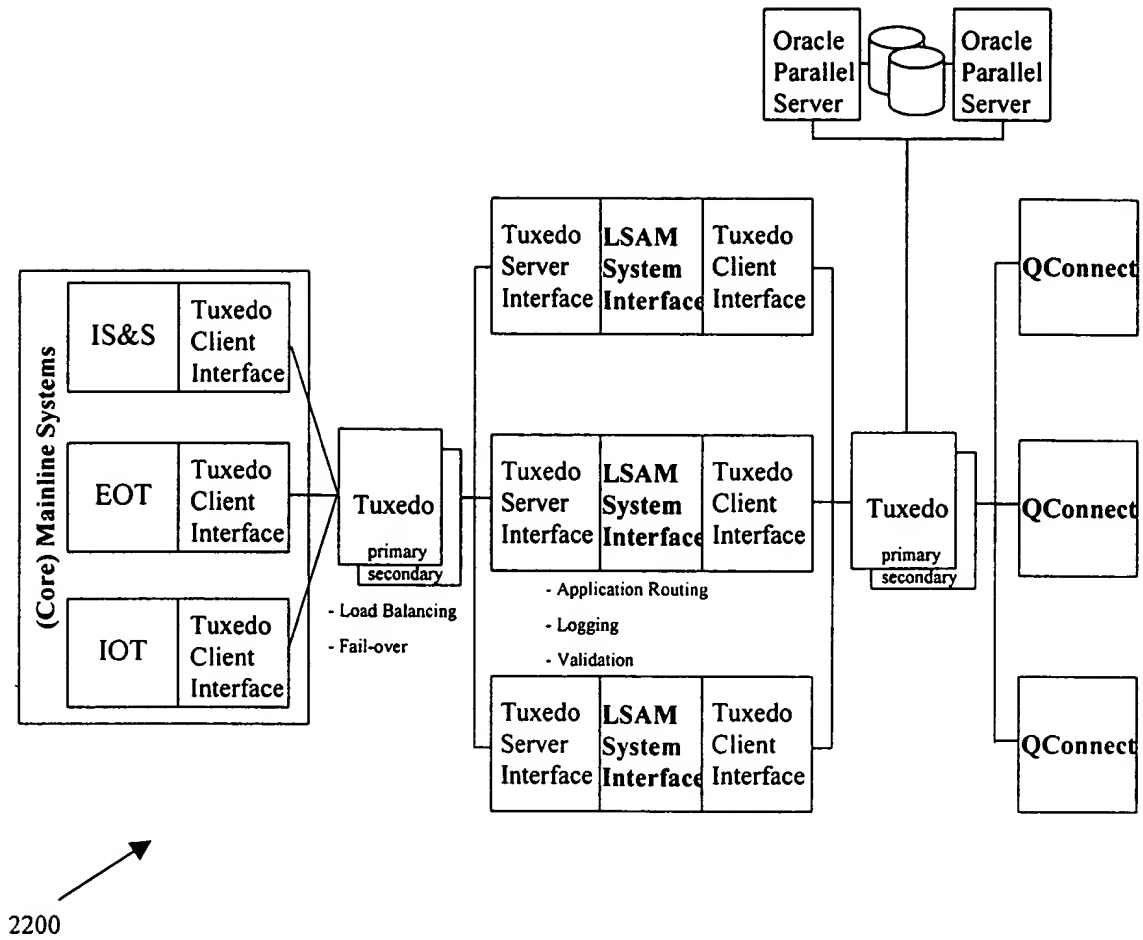 Oracle
Parallel
Server
Oracle
Parallel
Server
(Core) Mainline Systems
IS&S
Tuxedo
Client
Interface
EOT
Tuxedo
Client
Interface
IOT
Tuxedo
Client
Interface
Tuxedo
primary
secondary
- Load Balancing
- Fail-over
Tuxedo
Server
Interface
LSAM
System
Interface
Tuxedo
Client
Interface
Tuxedo
Server
Interface
LSAM
System
Interface
Tuxedo
Client
Interface
- Application Routing
- Logging
- Validation
Tuxedo
Server
Interface
LSAM
System
Interface
Tuxedo
Client
Interface
Tuxedo
primary
secondary
QConnect
QConnect
QConnect
2200